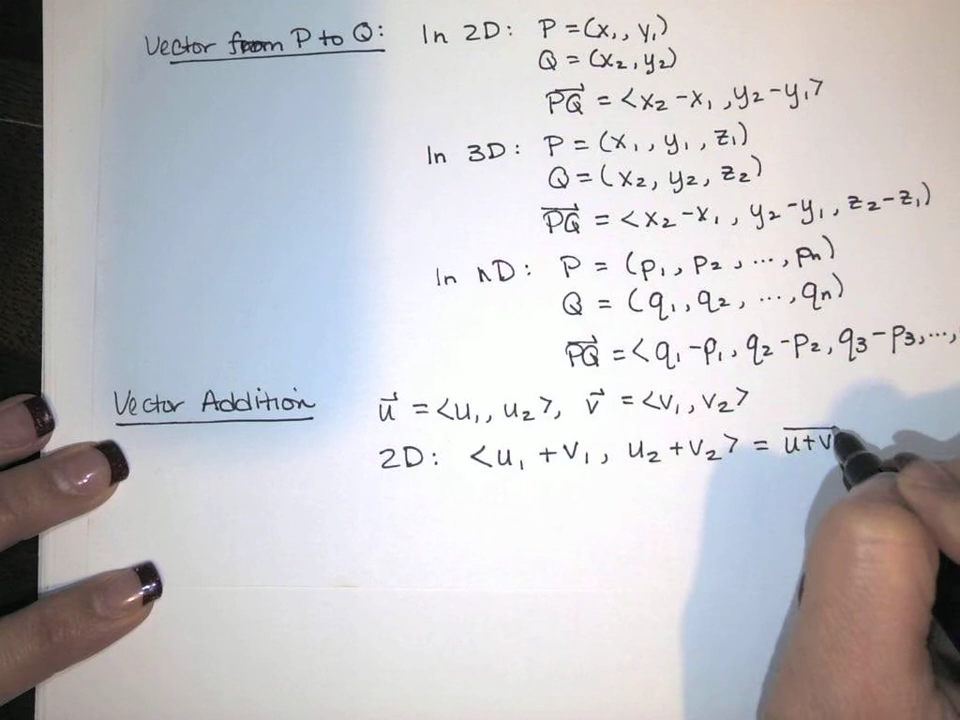 Vector from P to Q: In 2D: P = (x₁, y₁)
Q = (x₂, y₂)
PQ⃗ = <x₂ - x₁, y₂ - y₁>
In 3D: P = (x₁, y₁, z₁)
Q = (x₂, y₂, z₂)
PQ⃗ = <x₂ - x₁, y₂ - y₁, z₂ - z₁)
In nD: P = (p₁, p₂, ..., pn)
Q = (q₁, q₂, ..., qn)
PQ⃗ = <q₁ - p₁, q₂ - p₂, q₃ - p₃, ...,
Vector Addition u⃗ = <u₁, u₂>, v⃗ = <v₁, v₂>
2D: <u₁ + v₁, u₂ + v₂> = u+v